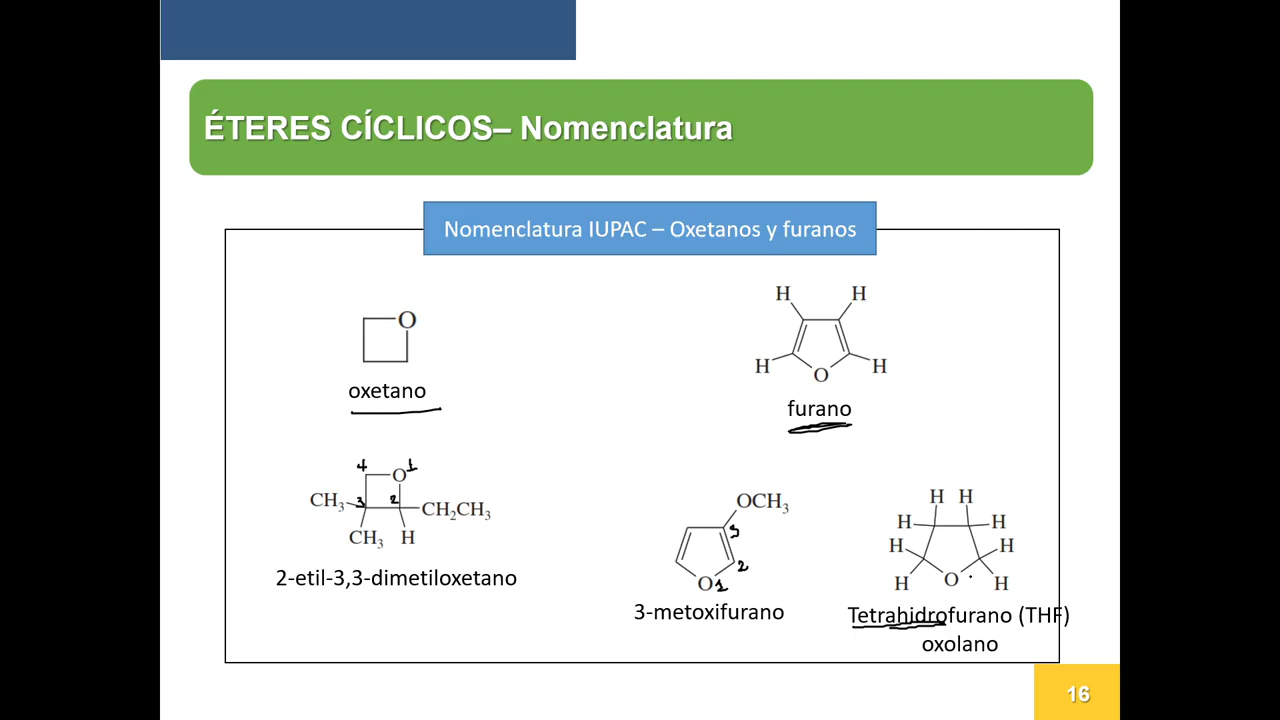 ÉTERES CÍCLICOS– Nomenclatura
Nomenclatura IUPAC – Oxetanos y furanos
O
oxetano
H H
H H
O
furano
4 O 1
CH₃ 3 2 CH₂CH₃
CH₃ H
2-etil-3,3-dimetiloxetano
OCH₃
3
2
O 1
3-metoxifurano
H H
H H
H H
H O H
Tetrahidrofurano (THF)
oxolano
16